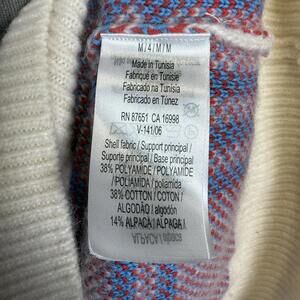 M / 4 / M / M
Made in Tunisia
Fabriqué en Tunisie
Fabricado na Tunísia
Fabricado en Túnez
RN 87651 CA 16998
V-141/06
Shell fabric / Support principal /
Suporte principal / Base principal
38% POLYAMIDE / POLYAMIDE
/ POLIAMIDA / poliamida
38% COTTON / COTON /
ALGODÃO / algodón
14% ALPACA / ALPAGA /
ALPACA /